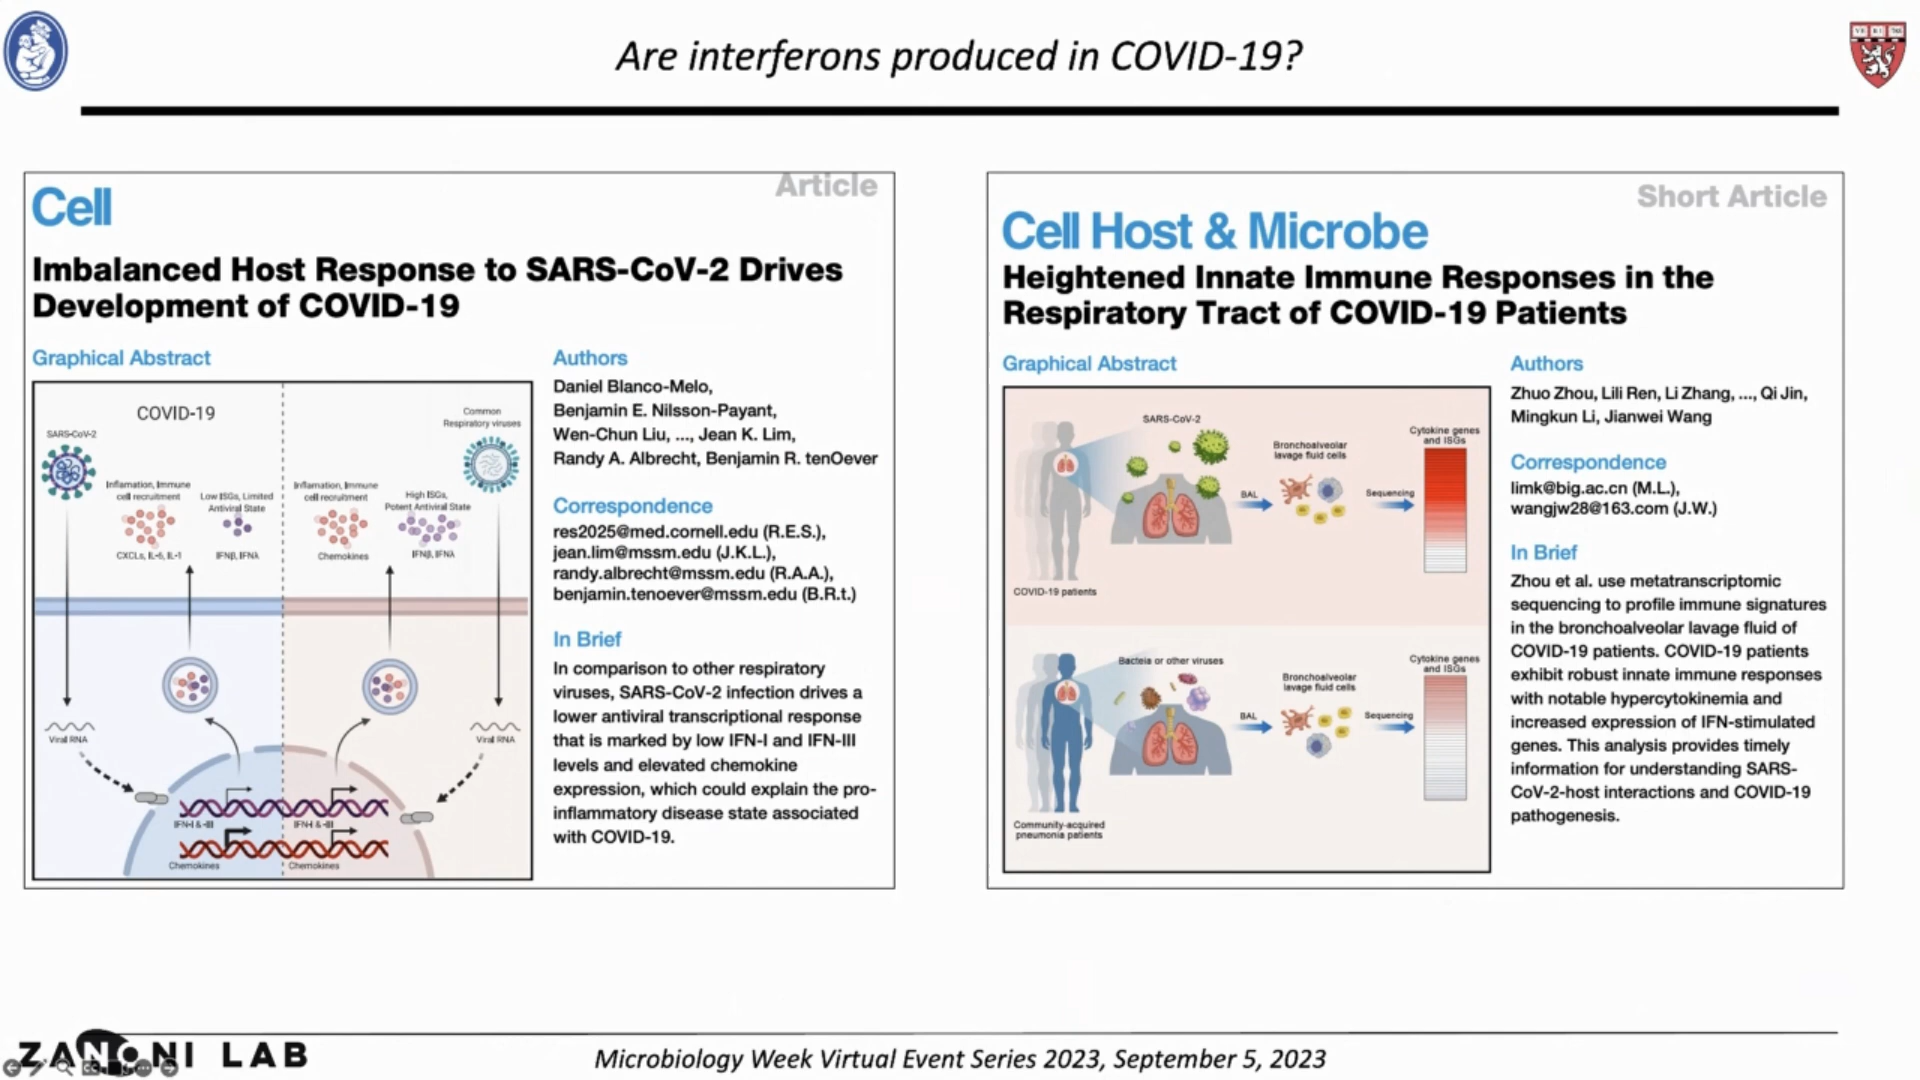 Are interferons produced in COVID-19?
Article
Cell
Imbalanced Host Response to SARS-CoV-2 Drives
Development of COVID-19
Graphical Abstract
COVID-19
SARS-CoV-2
Inflamation, Immune
cell recruitment
Low ISGs, Limited
Antiviral State
CXCLs, IL-6, IL-1
IFNβ, IFNλ
Common
Respiratory viruses
Inflamation, Immune
cell recruitment
High ISGs,
Potent Antiviral State
Chemokines
IFNβ, IFNλ
Viral RNA
Viral RNA
IFN-I & -III
IFN-I & -III
Chemokines
Chemokines
Authors
Daniel Blanco-Melo,
Benjamin E. Nilsson-Payant,
Wen-Chun Liu, ..., Jean K. Lim,
Randy A. Albrecht, Benjamin R. tenOever
Correspondence
res2025@med.cornell.edu (R.E.S.),
jean.lim@mssm.edu (J.K.L.),
randy.albrecht@mssm.edu (R.A.A.),
benjamin.tenoever@mssm.edu (B.R.t.)
In Brief
In comparison to other respiratory
viruses, SARS-CoV-2 infection drives a
lower antiviral transcriptional response
that is marked by low IFN-I and IFN-III
levels and elevated chemokine
expression, which could explain the pro-
inflammatory disease state associated
with COVID-19.
Short Article
Cell Host & Microbe
Heightened Innate Immune Responses in the
Respiratory Tract of COVID-19 Patients
Graphical Abstract
SARS-CoV-2
Bronchoalveolar
lavage fluid cells
Cytokine genes
and ISGs
BAL
Sequencing
COVID-19 patients
Bacteia or other viruses
Bronchoalveolar
lavage fluid cells
Cytokine genes
and ISGs
BAL
Sequencing
Community-acquired
pneumonia patients
Authors
Zhuo Zhou, Lili Ren, Li Zhang, ..., Qi Jin,
Mingkun Li, Jianwei Wang
Correspondence
limk@big.ac.cn (M.L.),
wangjw28@163.com (J.W.)
In Brief
Zhou et al. use metatranscriptomic
sequencing to profile immune signatures
in the bronchoalveolar lavage fluid of
COVID-19 patients. COVID-19 patients
exhibit robust innate immune responses
with notable hypercytokinemia and
increased expression of IFN-stimulated
genes. This analysis provides timely
information for understanding SARS-
CoV-2-host interactions and COVID-19
pathogenesis.
ZANONI LAB
Microbiology Week Virtual Event Series 2023, September 5, 2023